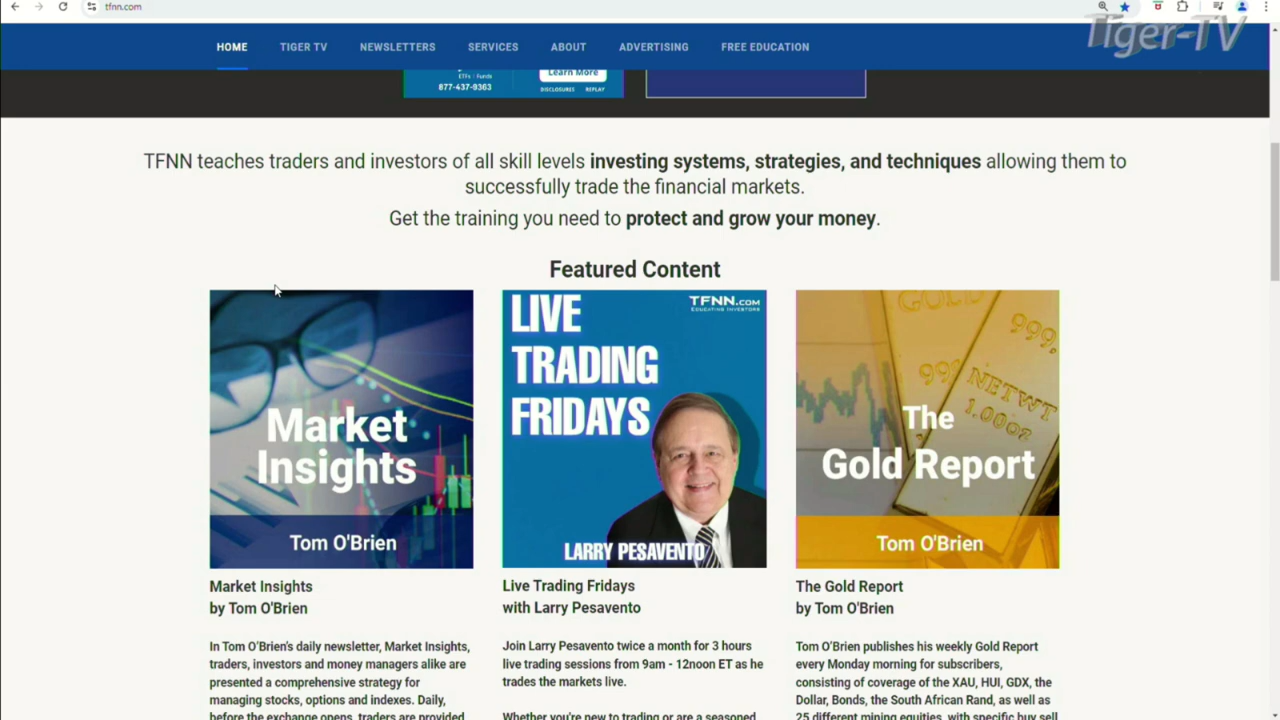 tfnn.com
Tiger-TV
HOME TIGER TV NEWSLETTERS SERVICES ABOUT ADVERTISING FREE EDUCATION
ETFs | Funds
Learn More
877-437-9363
DISCLOSURES REPLAY
TFNN teaches traders and investors of all skill levels investing systems, strategies, and techniques allowing them to
successfully trade the financial markets.
Get the training you need to protect and grow your money.
Featured Content
Market
Insights
Tom O'Brien
LIVE
TRADING
FRIDAYS
TFNN.COM
EDUCATING INVESTORS
LARRY PESAVENTO
GOLD
999,
999
NET WT
1.000oz
The
Gold Report
Tom O'Brien
Market Insights
by Tom O'Brien
In Tom O'Brien's daily newsletter, Market Insights,
traders, investors and money managers alike are
presented a comprehensive strategy for
managing stocks, options and indexes. Daily,
before the exchange opens, traders are provided
Live Trading Fridays
with Larry Pesavento
Join Larry Pesavento twice a month for 3 hours
live trading sessions from 9am - 12noon ET as he
trades the markets live.
Whether you're new to trading or are a seasoned
The Gold Report
by Tom O'Brien
Tom O'Brien publishes his weekly Gold Report
every Monday morning for subscribers,
consisting of coverage of the XAU, HUI, GDX, the
Dollar, Bonds, the South African Rand, as well as
25 different mining equities, with specific buy sell